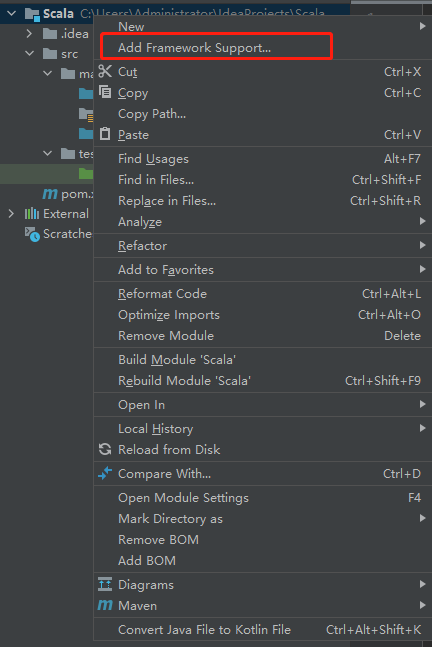 Scala C:\Users\Administrator\IdeaProjects\Scala
.idea
src
ma
tes
pom.x
External
Scratche
New
Add Framework Support...
Cut Ctrl+X
Copy Ctrl+C
Copy Path...
Paste Ctrl+V
Find Usages Alt+F7
Find in Files... Ctrl+Shift+F
Replace in Files... Ctrl+Shift+R
Analyze
Refactor
Add to Favorites
Reformat Code Ctrl+Alt+L
Optimize Imports Ctrl+Alt+O
Remove Module Delete
Build Module 'Scala'
Rebuild Module 'Scala' Ctrl+Shift+F9
Open In
Local History
Reload from Disk
Compare With... Ctrl+D
Open Module Settings F4
Mark Directory as
Remove BOM
Add BOM
Diagrams
Maven
Convert Java File to Kotlin File Ctrl+Alt+Shift+K